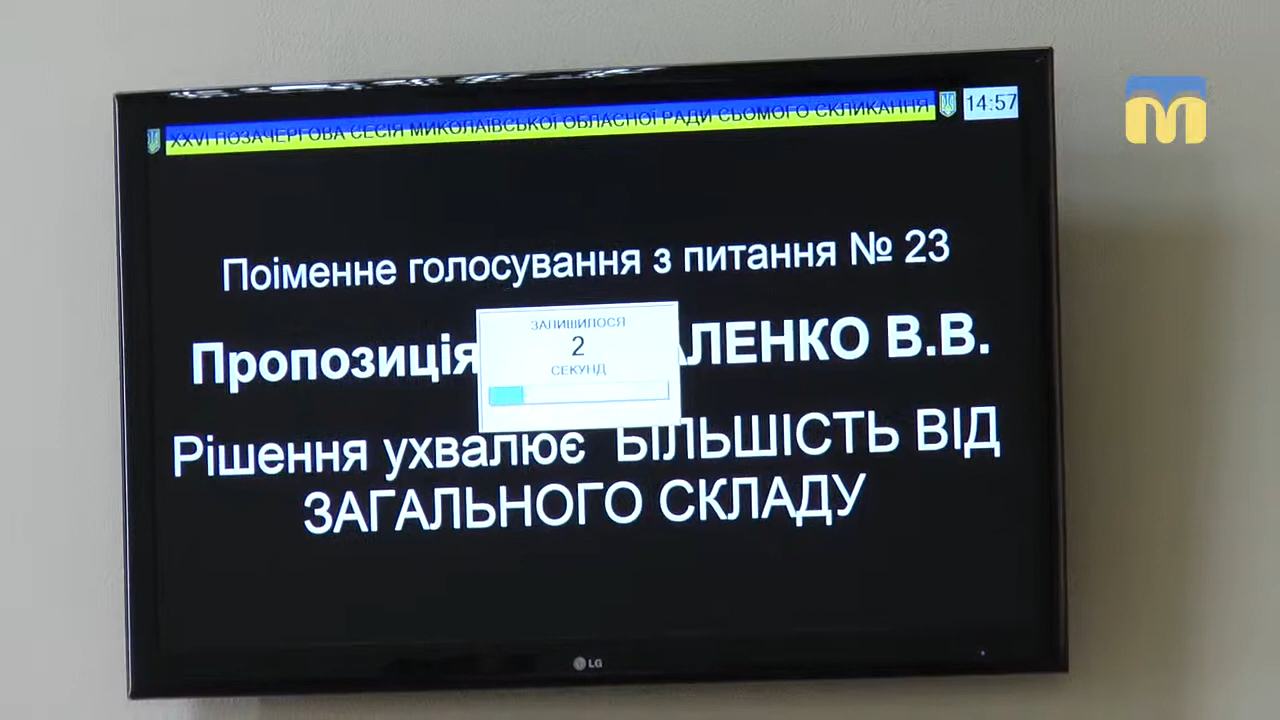 XXVI ПОЗАЧЕРГОВА СЕСІЯ МИКОЛАЇВСЬКОЇ ОБЛАСНОЇ РАДИ СЬОМОГО СКЛИКАННЯ 14:57
Поіменне голосування з питання № 23
Пропозиція АЛЕНКО В.В.
ЗАЛИШИЛОСЯ
2
СЕКУНД
Рішення ухвалює БІЛЬШІСТЬ ВІД
ЗАГАЛЬНОГО СКЛАДУ
LG